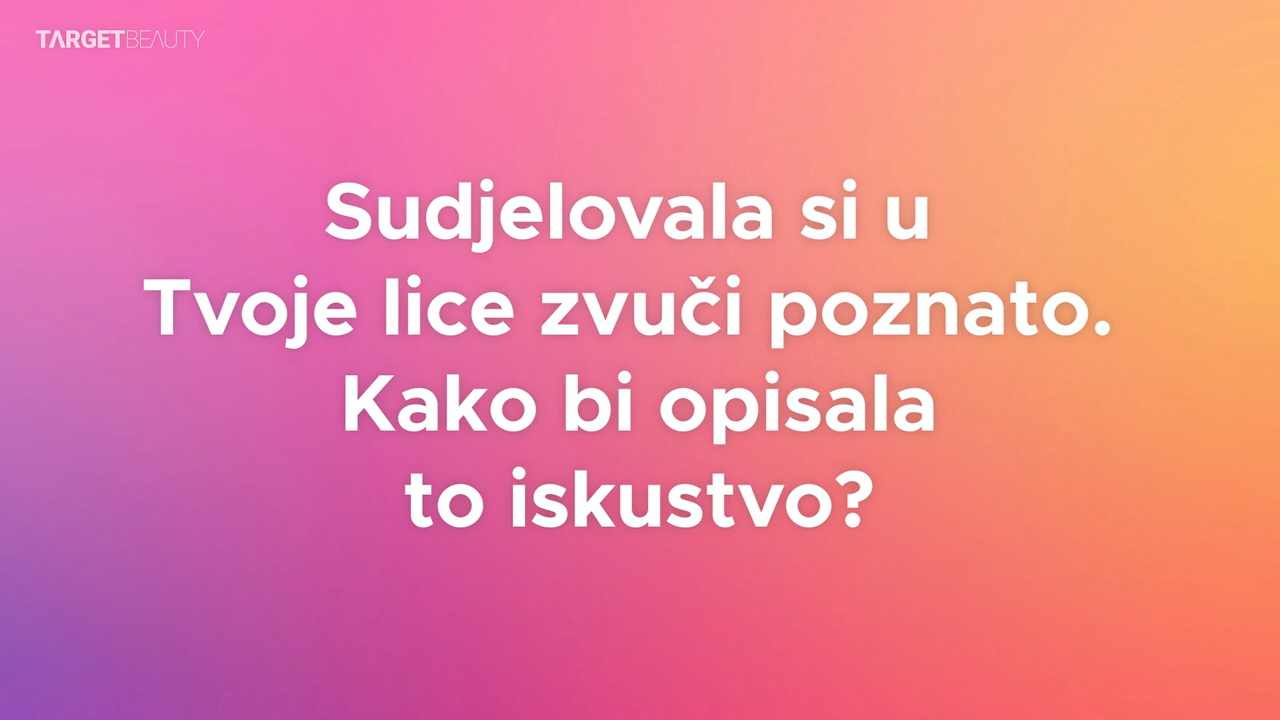 TARGETBEAUTY
Sudjelovala si u
Tvoje lice zvuči poznato.
Kako bi opisala
to iskustvo?